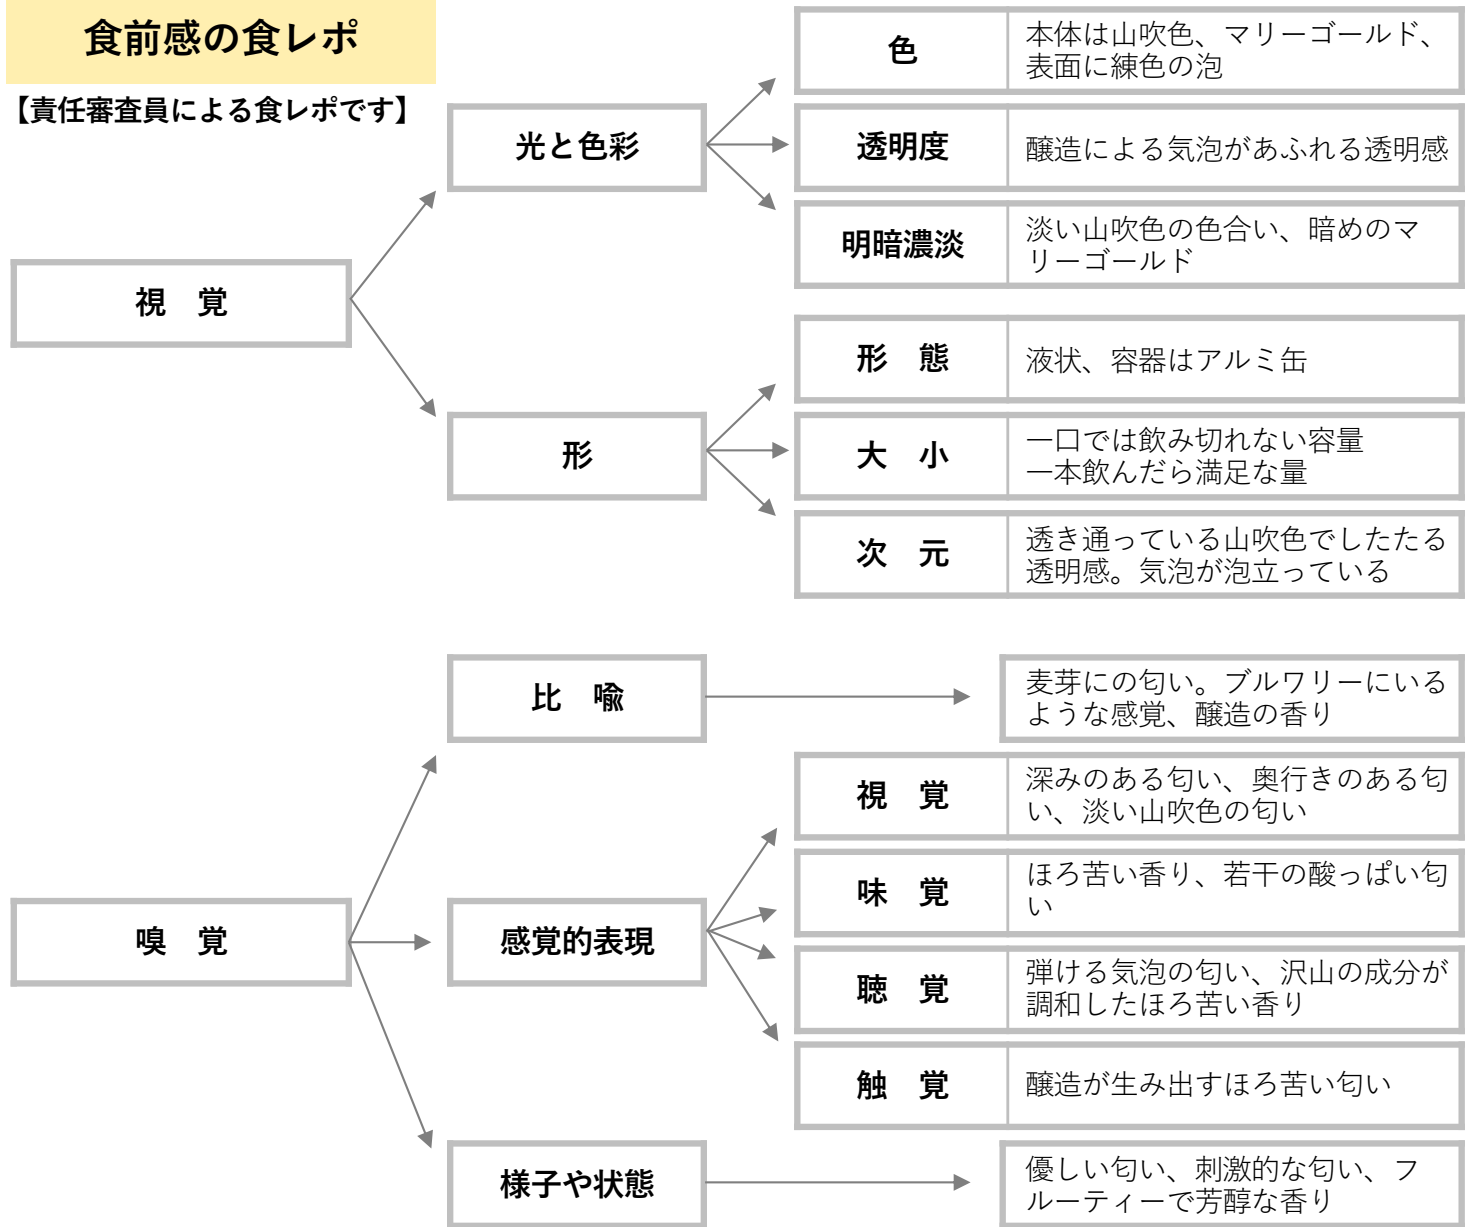 食前感の食レポ
【責任審査員による食レポです】
視　覚
光と色彩
色
本体は山吹色、マリーゴールド、
表面に練色の泡
透明度
醸造による気泡があふれる透明感
明暗濃淡
淡い山吹色の色合い、暗めのマ
リーゴールド
形
形　態
液状、容器はアルミ缶
大　小
一口では飲み切れない容量
一本飲んだら満足な量
次　元
透き通っている山吹色でしたたる
透明感。気泡が泡立っている
嗅　覚
比　喩
麦芽にの匂い。ブルワリーにいる
ような感覚、醸造の香り
感覚的表現
視　覚
深みのある匂い、奥行きのある匂
い、淡い山吹色の匂い
味　覚
ほろ苦い香り、若干の酸っぱい匂
い
聴　覚
弾ける気泡の匂い、沢山の成分が
調和したほろ苦い香り
触　覚
醸造が生み出すほろ苦い匂い
様子や状態
優しい匂い、刺激的な匂い、フ
ルーティーで芳醇な香り